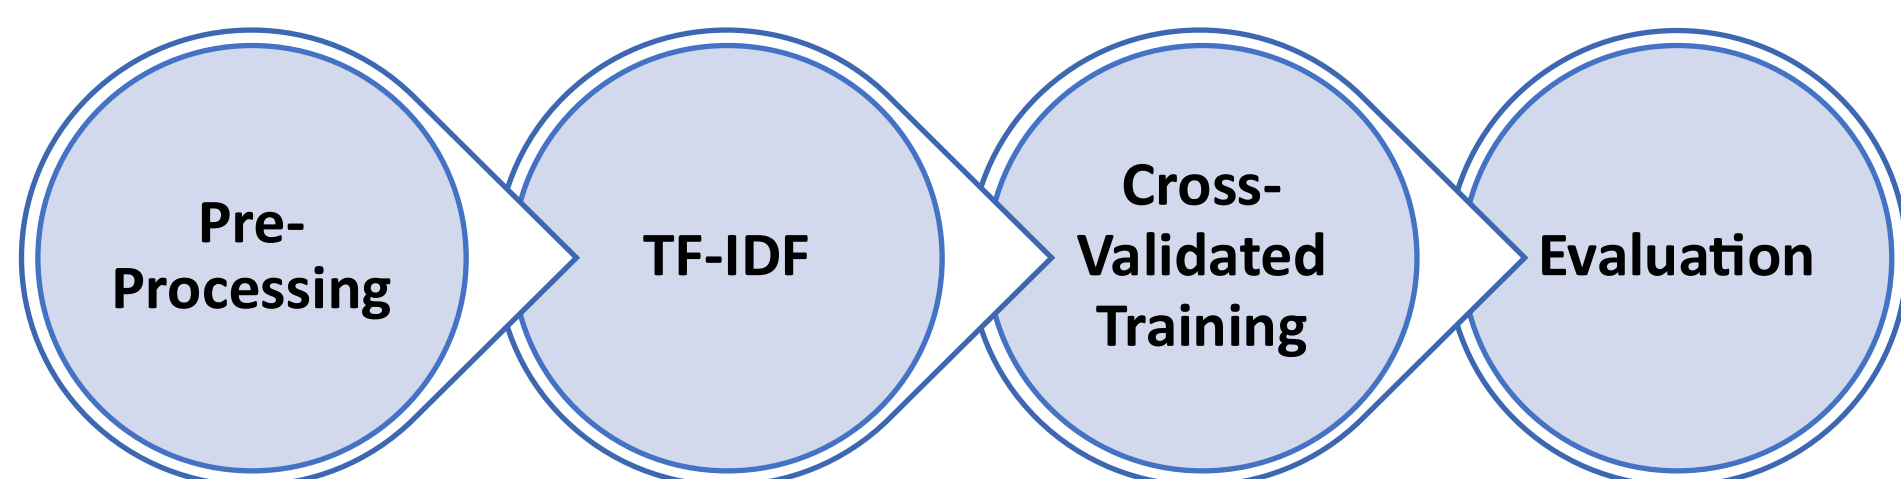 Pre-
Processing
TF-IDF
Cross-
Validated
Training
Evaluation